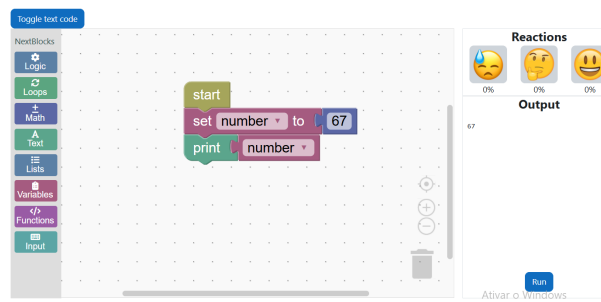 Toggle text code
NextBlocks
Logic
Loops
Math
Text
Lists
Variables
Functions
Input
start
set number to 67
print number
Reactions
0% 0% 0%
Output
67
Run
Ativar o Windows